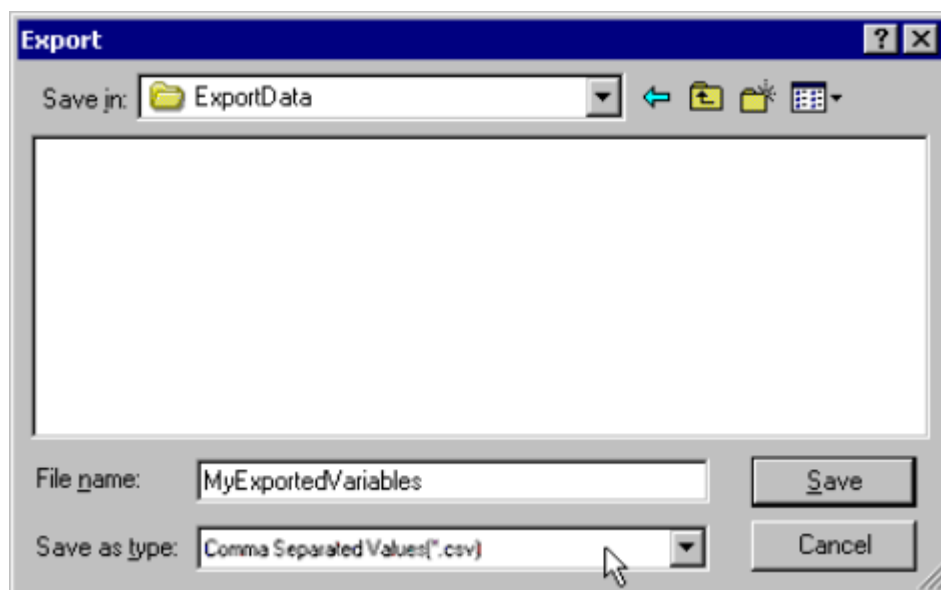 Export
Save in: ExportData
File name: MyExportedVariables Save
Save as type: Comma Separated Values(*.csv) Cancel